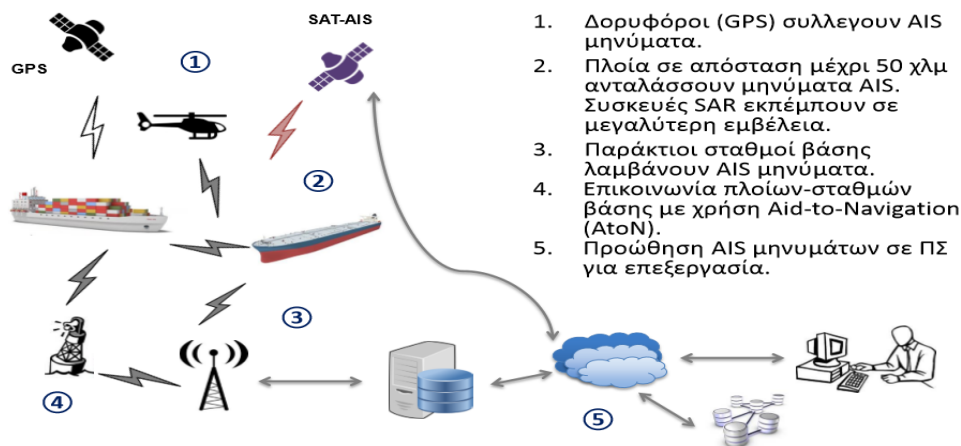 SAT-AIS
GPS
①
②
③
④
⑤
1. Δορυφόροι (GPS) συλλεγουν AIS
μηνύματα.
2. Πλοία σε απόσταση μέχρι 50 χλμ
ανταλάσσουν μηνύματα AIS.
Συσκευές SAR εκπέμπουν σε
μεγαλύτερη εμβέλεια.
3. Παράκτιοι σταθμοί βάσης
λαμβάνουν AIS μηνύματα.
4. Επικοινωνία πλοίων-σταθμών
βάσης με χρήση Aid-to-Navigation
(AtoN).
5. Προώθηση AIS μηνυμάτων σε ΠΣ
για επεξεργασία.